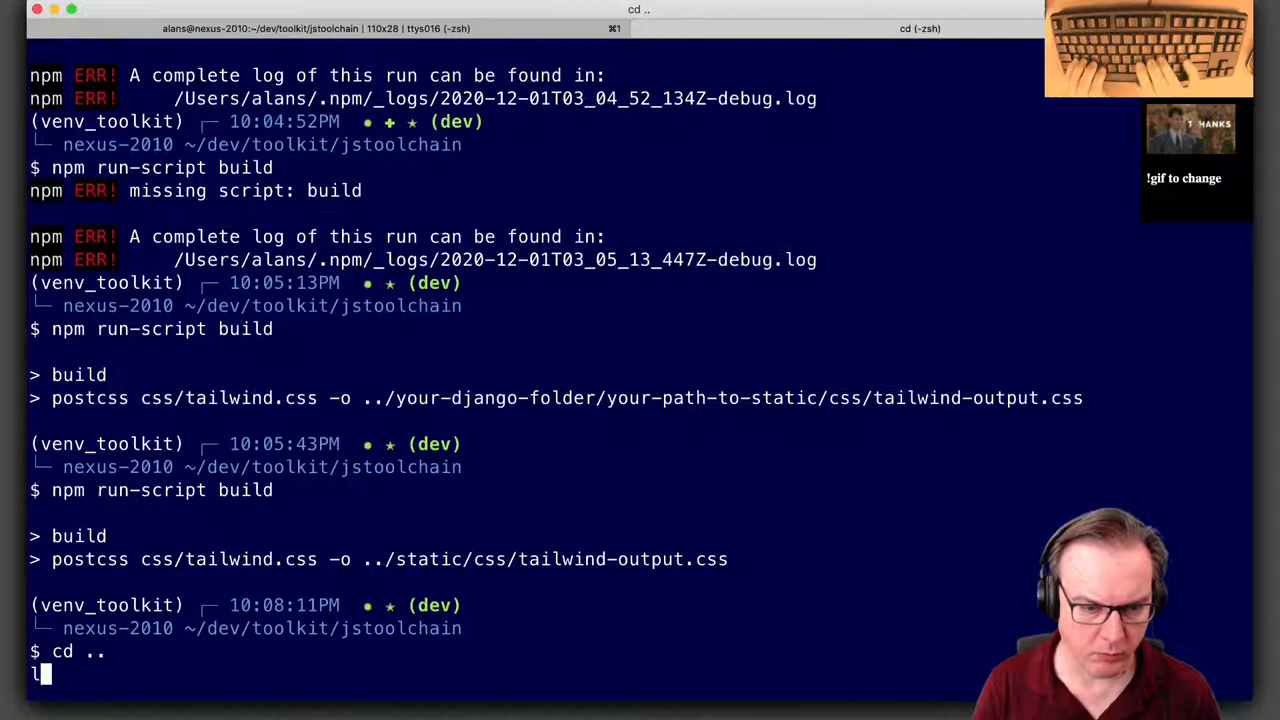 cd ..
alans@nexus-2010:~/dev/toolkit/jstoolchain | 110x28 | ttys016 (-zsh) ⌘1 cd (-zsh)
npm ERR! A complete log of this run can be found in:
npm ERR!     /Users/alans/.npm/_logs/2020-12-01T03_04_52_134Z-debug.log
(venv_toolkit) ┌─ 10:04:52PM  ● ✚ ★ (dev)
└─ nexus-2010 ~/dev/toolkit/jstoolchain
$ npm run-script build
npm ERR! missing script: build
npm ERR! A complete log of this run can be found in:
npm ERR!     /Users/alans/.npm/_logs/2020-12-01T03_05_13_447Z-debug.log
(venv_toolkit) ┌─ 10:05:13PM  ● ★ (dev)
└─ nexus-2010 ~/dev/toolkit/jstoolchain
$ npm run-script build
> build
> postcss css/tailwind.css -o ../your-django-folder/your-path-to-static/css/tailwind-output.css
(venv_toolkit) ┌─ 10:05:43PM  ● ★ (dev)
└─ nexus-2010 ~/dev/toolkit/jstoolchain
$ npm run-script build
> build
> postcss css/tailwind.css -o ../static/css/tailwind-output.css
(venv_toolkit) ┌─ 10:08:11PM  ● ★ (dev)
└─ nexus-2010 ~/dev/toolkit/jstoolchain
$ cd ..
l
T HANKS
!gif to change